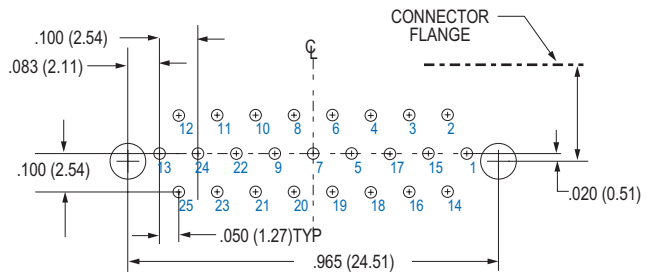 CONNECTOR
FLANGE
.100 (2.54)
℄
.083 (2.11)
12 11 10 8 6 4 3 2
13 24 22 9 7 5 17 15 1
.100 (2.54)
.020 (0.51)
25 23 21 20 19 18 16 14
.050 (1.27)TYP
.965 (24.51)